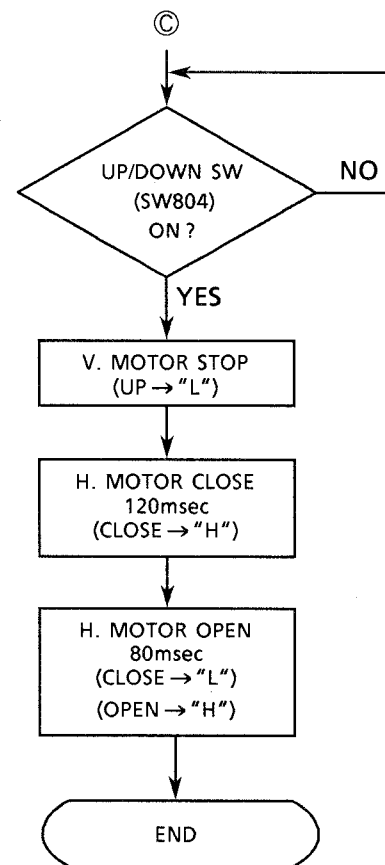 Ⓒ
UP/DOWN SW
(SW804)
ON ?
NO
YES
V. MOTOR STOP
(UP → "L")
H. MOTOR CLOSE
120msec
(CLOSE → "H")
H. MOTOR OPEN
80msec
(CLOSE → "L")
(OPEN → "H")
END